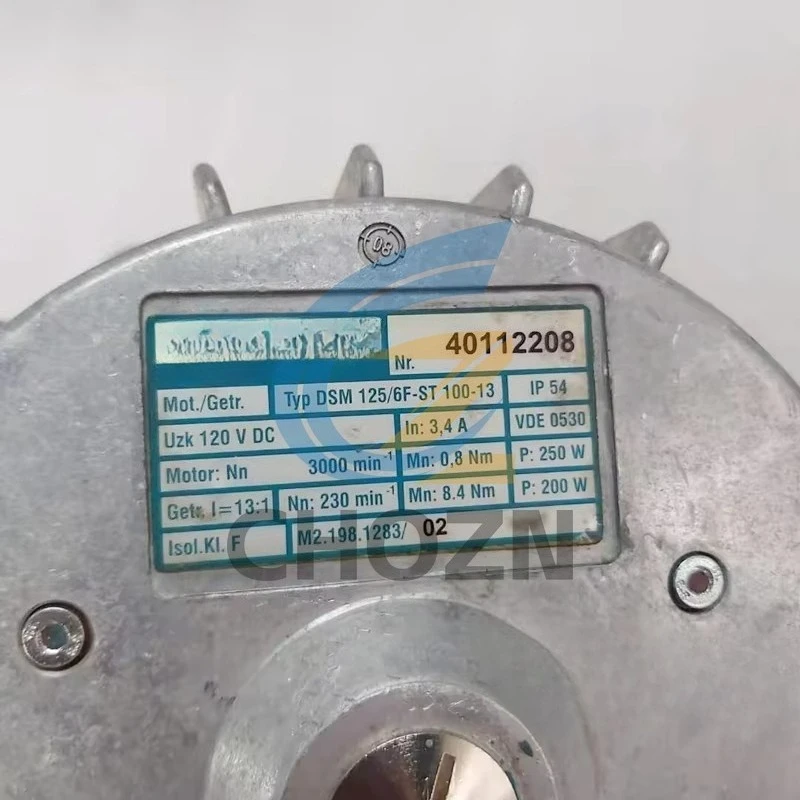 08
Nr. 40112208
Mot./Getr. Typ DSM 125/6F-ST 100-13 IP 54
Uzk 120 V DC In: 3,4 A VDE 0530
Motor: Nn 3000 min⁻¹ Mn: 0,8 Nm P: 250 W
Getr. I=13:1 Nn: 230 min⁻¹ Mn: 8.4 Nm P: 200 W
Isol.Kl. F M2.198.1283/ 02
CHOZN